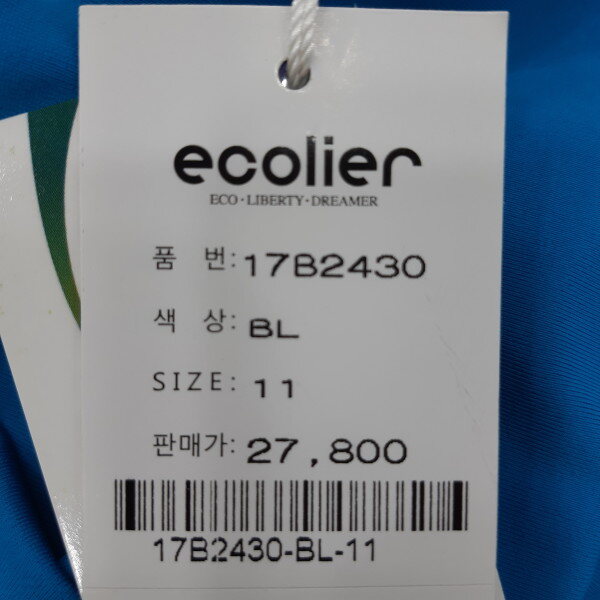 ecolier
ECO·LIBERTY·DREAMER
품 번: 17B2430
색 상: BL
SIZE: 11
판매가: 27,800
17B2430-BL-11